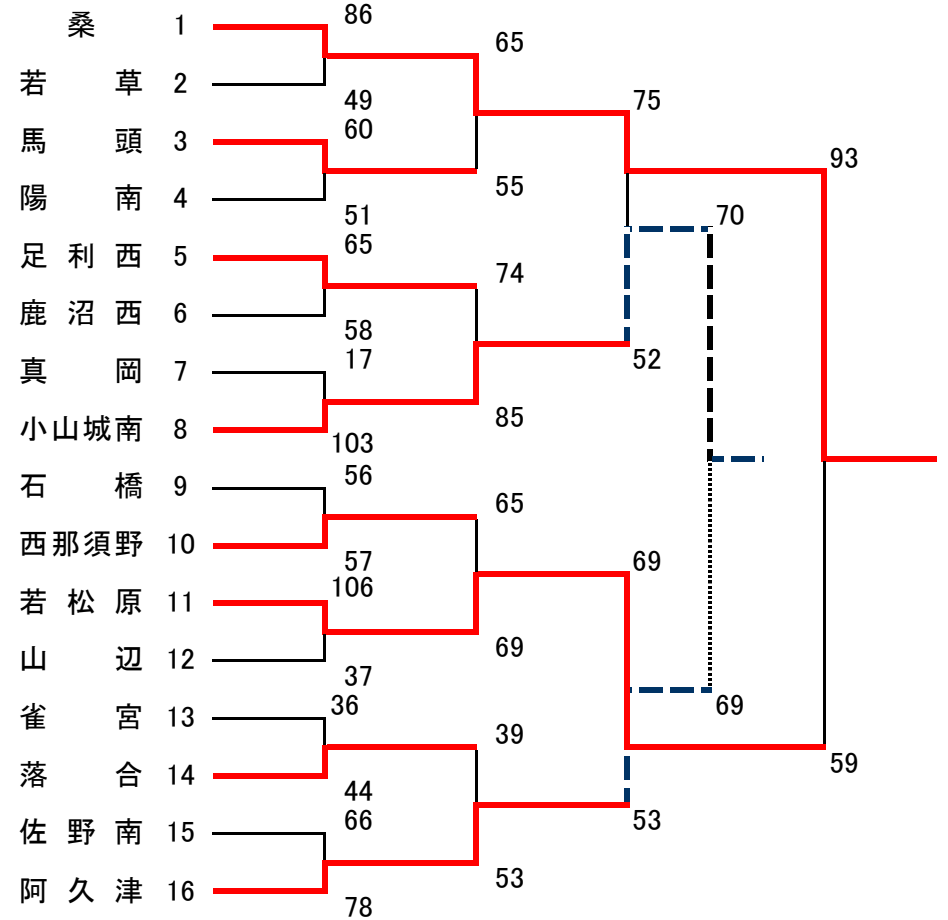 桑 1
若草 2
馬頭 3
陽南 4
足利西 5
鹿沼西 6
真岡 7
小山城南 8
石橋 9
西那須野 10
若松原 11
山辺 12
雀宮 13
落合 14
佐野南 15
阿久津 16
86
49
60
51
65
58
17
103
56
57
106
37
36
44
66
78
65
55
74
85
65
69
39
53
75
52
69
53
70
69
93
59